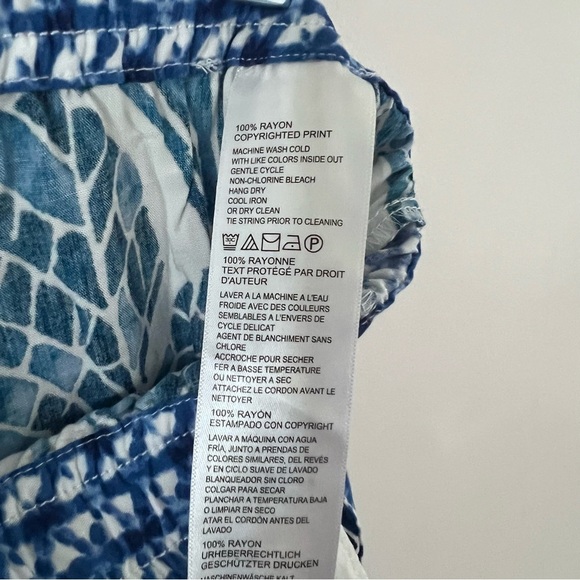 100% RAYON
COPYRIGHTED PRINT
MACHINE WASH COLD
WITH LIKE COLORS INSIDE OUT
GENTLE CYCLE
NON-CHLORINE BLEACH
HANG DRY
COOL IRON
OR DRY CLEAN
TIE STRING PRIOR TO CLEANING
100% RAYONNE
TEXT PROTÉGÉ PAR DROIT
D'AUTEUR
LAVER A LA MACHINE A L'EAU
FROIDE AVEC DES COULEURS
SEMBLABLES A L'ENVERS DE
CYCLE DELICAT
AGENT DE BLANCHIMENT SANS
CHLORE
ACCROCHE POUR SECHER
FER A BASSE TEMPERATURE
OU NETTOYER A SEC
ATTACHEZ LE CORDON AVANT LE
NETTOYER
100% RAYÓN
ESTAMPADO CON COPYRIGHT
LAVAR A MÁQUINA CON AGUA
FRÍA, JUNTO A PRENDAS DE
COLORES SIMILARES, DEL REVÉS
Y EN CICLO SUAVE DE LAVADO
BLANQUEADOR SIN CLORO
COLGAR PARA SECAR
PLANCHAR A TEMPERATURA BAJA
O LIMPIAR EN SECO
ATAR EL CORDÓN ANTES DEL
LAVADO
100% RAYON
URHEBERRECHTLICH
GESCHÜTZTER DRUCKEN
MASCHINENWÄSCHE KALT